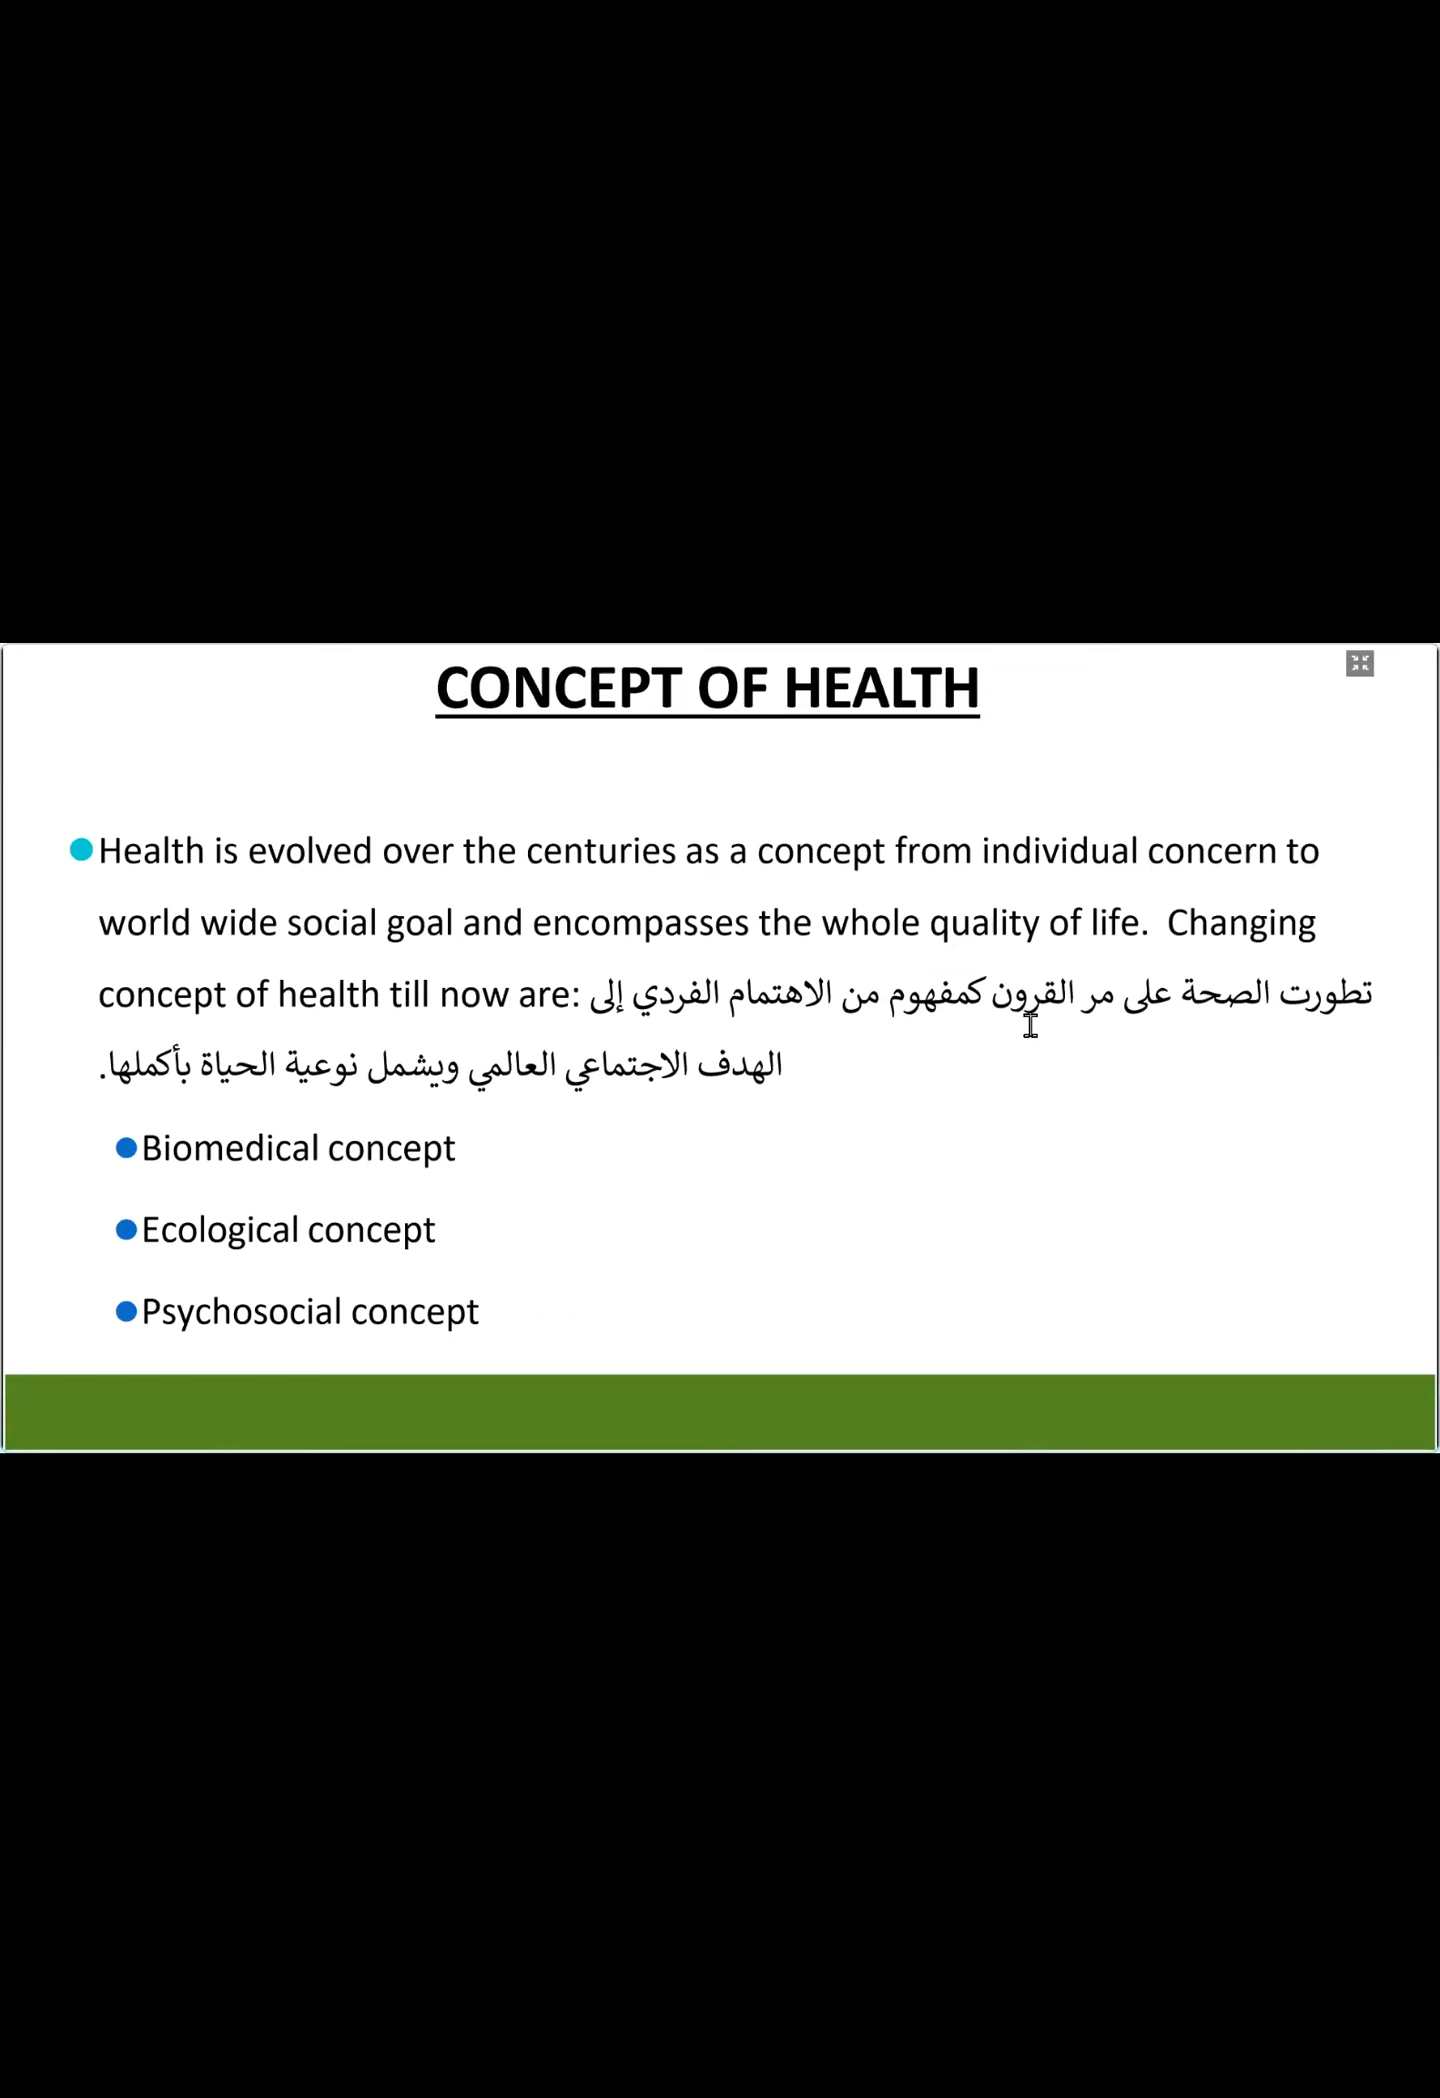 CONCEPT OF HEALTH
Health is evolved over the centuries as a concept from individual concern to
world wide social goal and encompasses the whole quality of life.  Changing
concept of health till now are: تطورت الصحة على مر القرون كمفهوم من الاهتمام الفردي إلى
الهدف الاجتماعي العالمي ويشمل نوعية الحياة بأكملها.
Biomedical concept
Ecological concept
Psychosocial concept